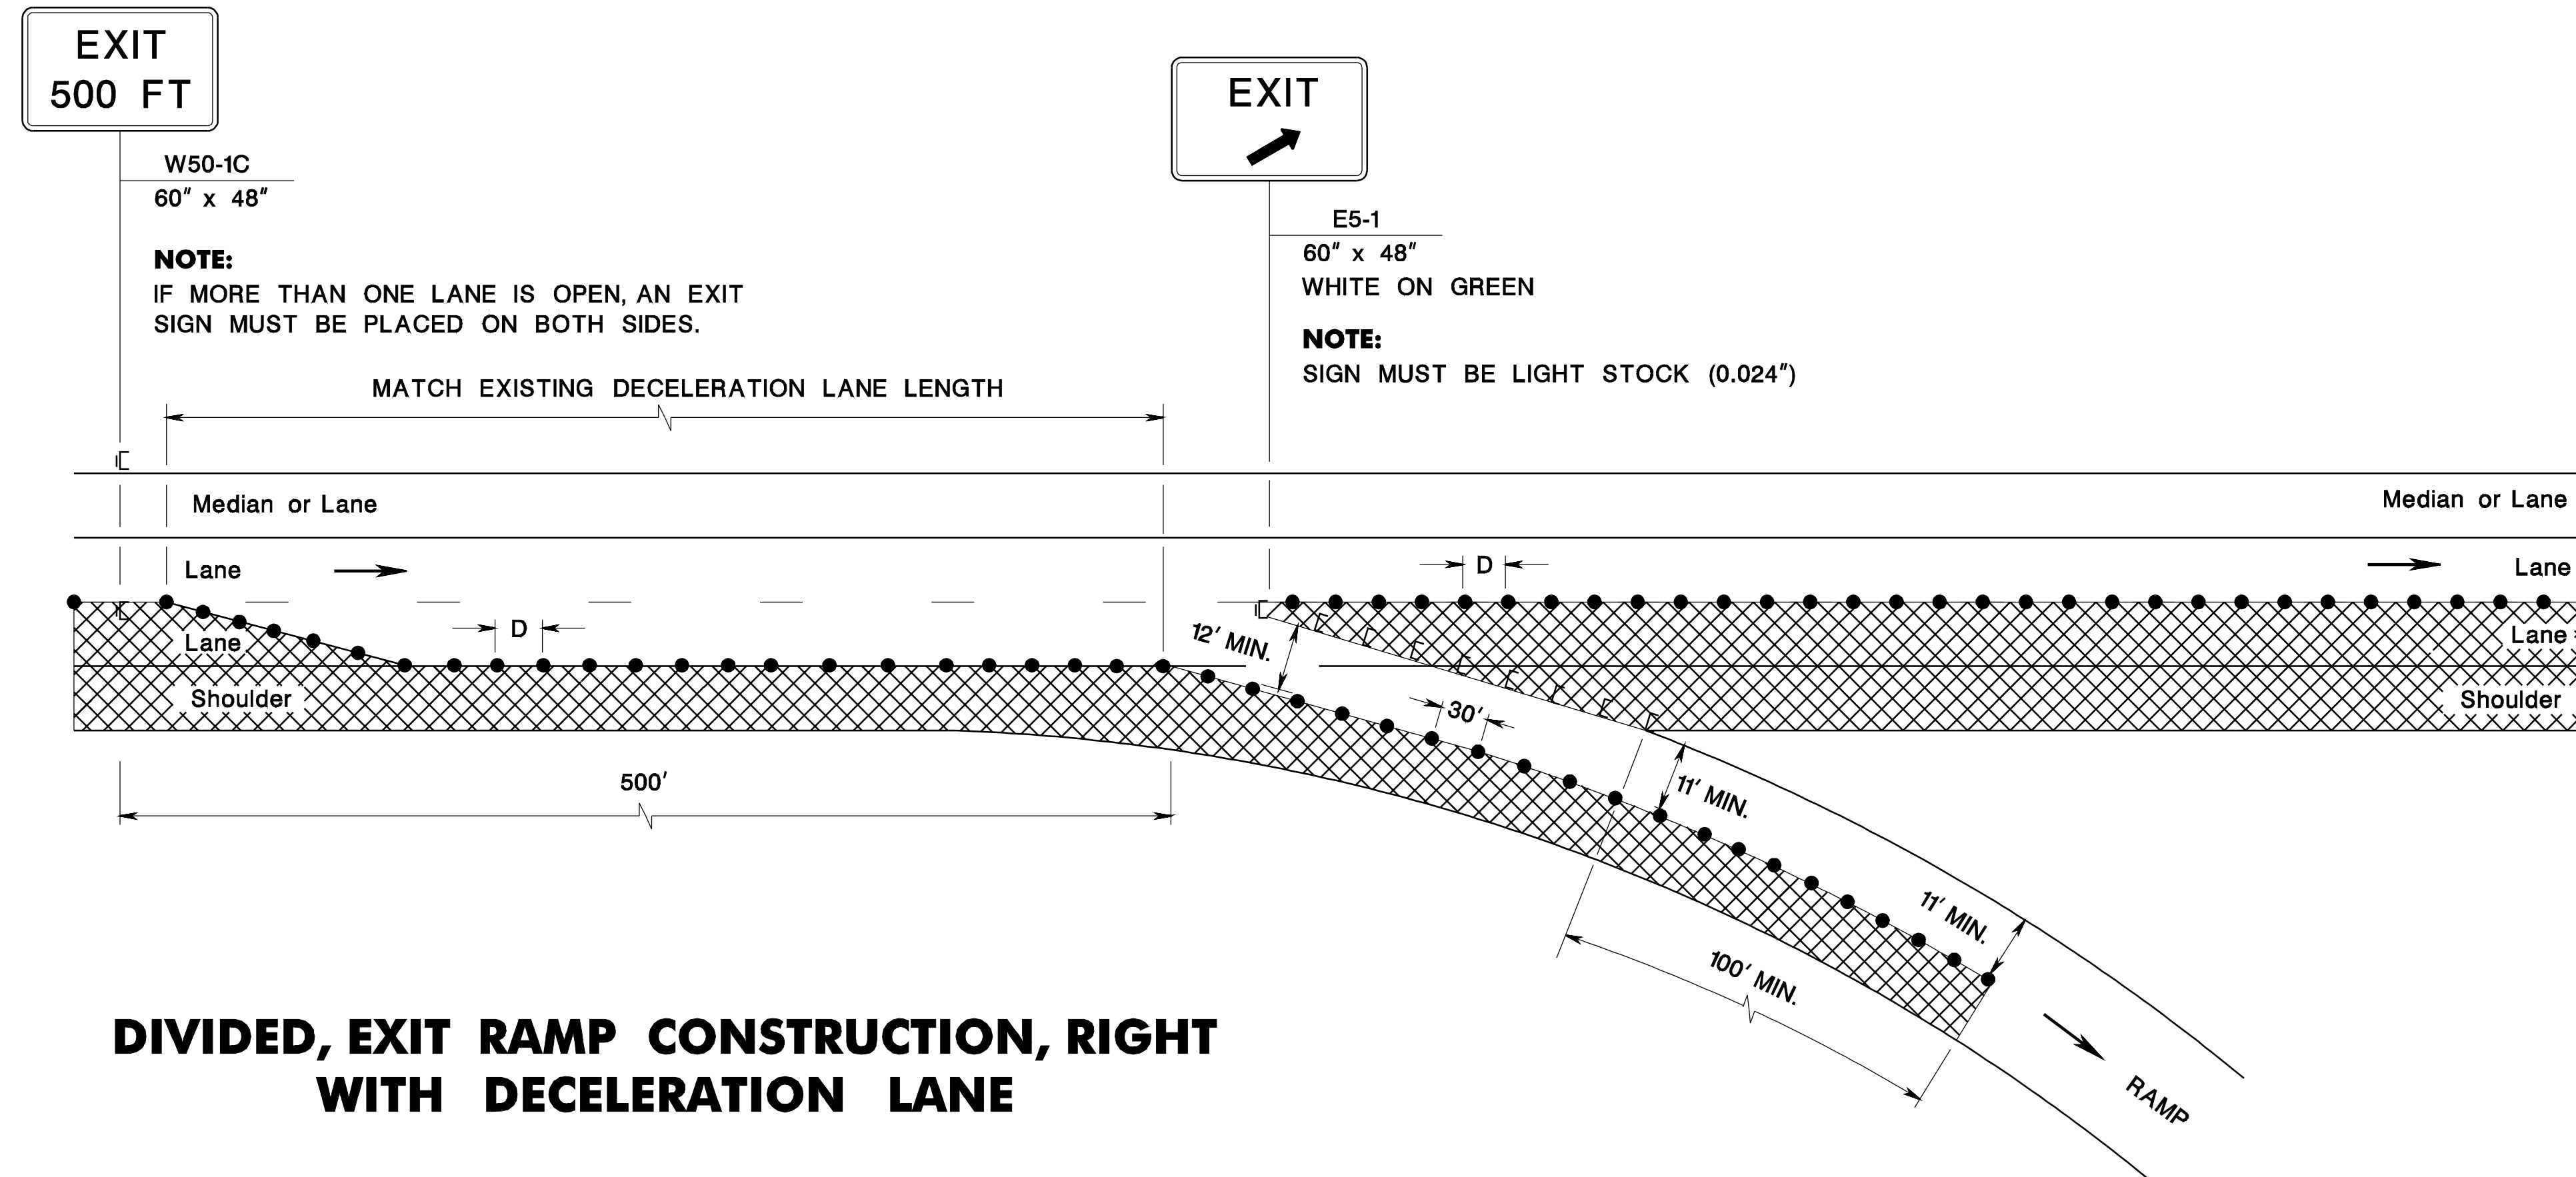 EXIT
500 FT
W50-1C
60" x 48"
NOTE:
IF MORE THAN ONE LANE IS OPEN, AN EXIT
SIGN MUST BE PLACED ON BOTH SIDES.
MATCH EXISTING DECELERATION LANE LENGTH
EXIT
E5-1
60" x 48"
WHITE ON GREEN
NOTE:
SIGN MUST BE LIGHT STOCK (0.024")
Median or Lane
Median or Lane
Lane
D
Lane
D
Lane
12' MIN.
Lane
Shoulder
30'
Shoulder
500'
11' MIN.
11' MIN.
100' MIN.
RAMP
DIVIDED, EXIT RAMP CONSTRUCTION, RIGHT
WITH DECELERATION LANE